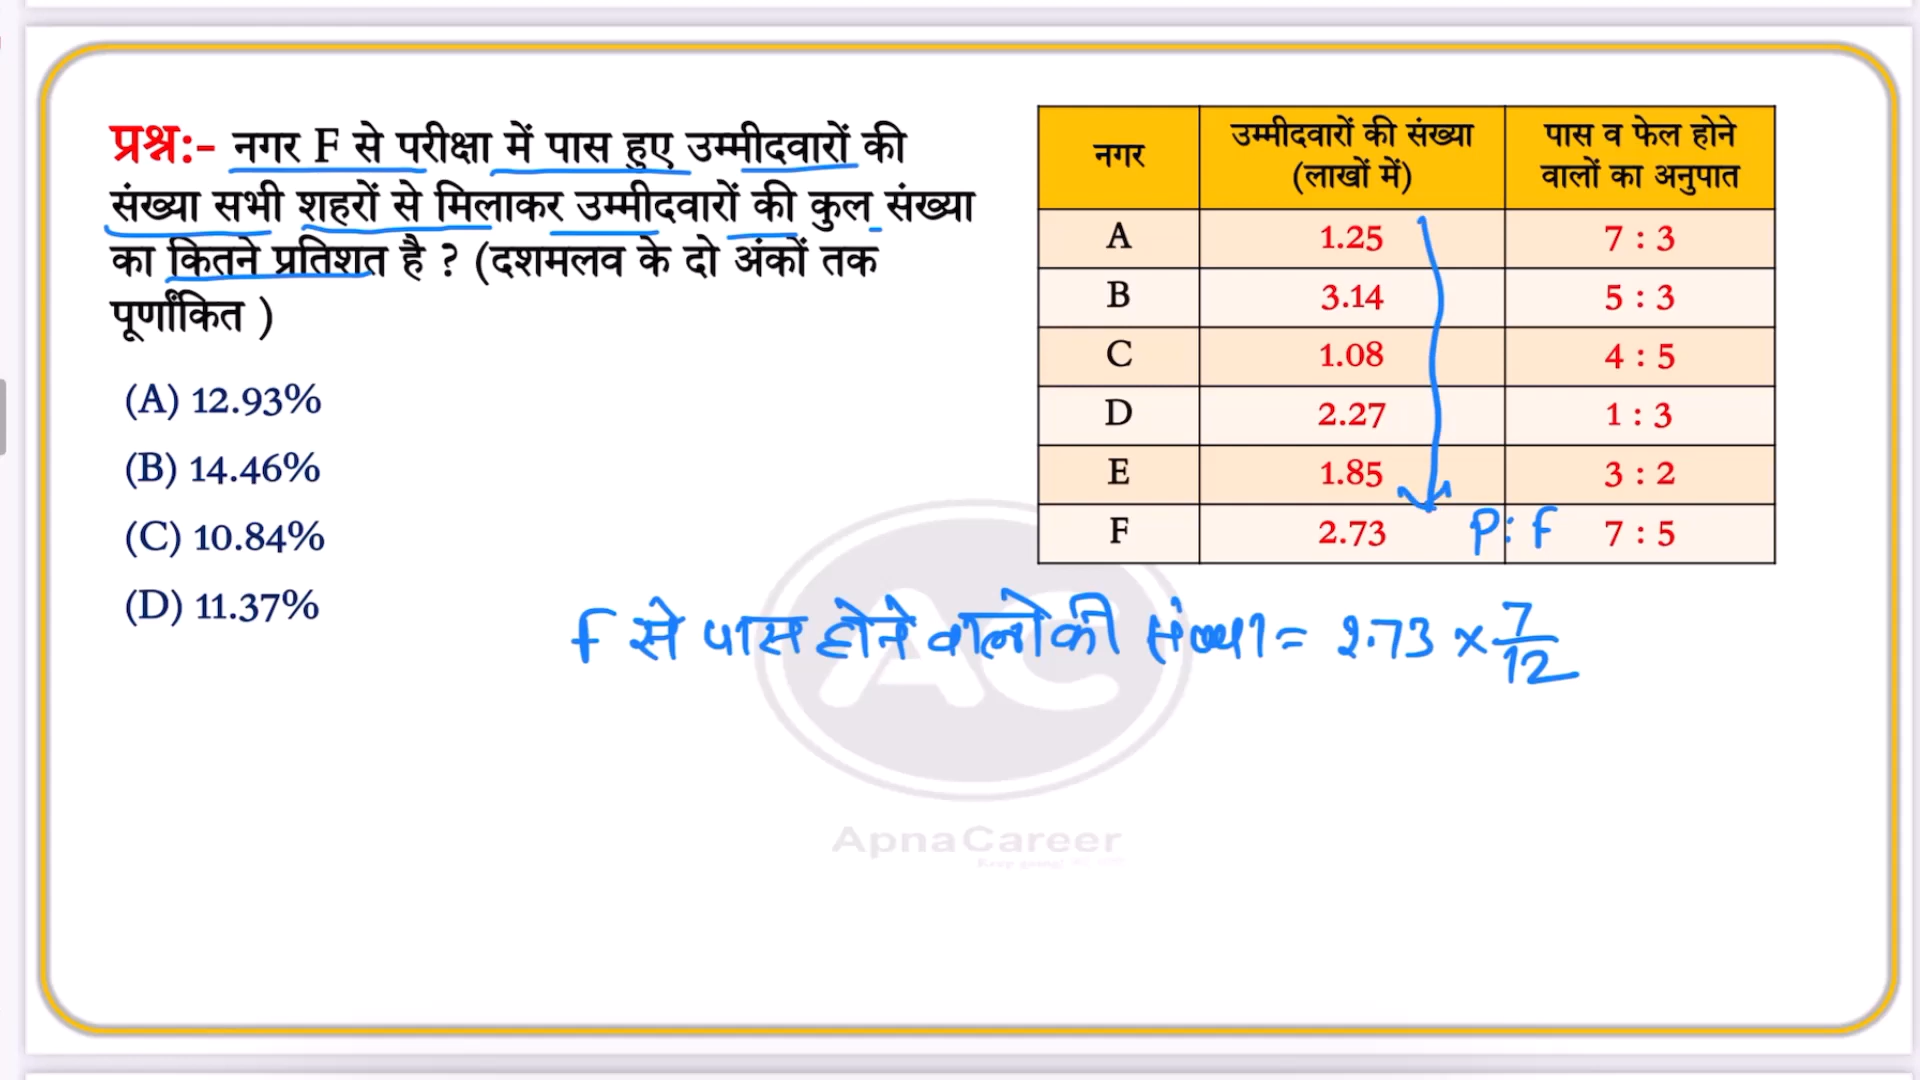 प्रश्न:- नगर F से परीक्षा में पास हुए उम्मीदवारों की
संख्या सभी शहरों से मिलाकर उम्मीदवारों की कुल संख्या
का कितने प्रतिशत है ? (दशमलव के दो अंकों तक
पूर्णांकित )
(A) 12.93%
(B) 14.46%
(C) 10.84%
(D) 11.37%
नगर उम्मीदवारों की संख्या (लाखों में) पास व फेल होने वालों का अनुपात
A 1.25 7 : 3
B 3.14 5 : 3
C 1.08 4 : 5
D 2.27 1 : 3
E 1.85 3 : 2
F 2.73 P: F 7 : 5
F से पास होने वालो की संख्या = 2.73 × 7/12
AC
ApnaCareer